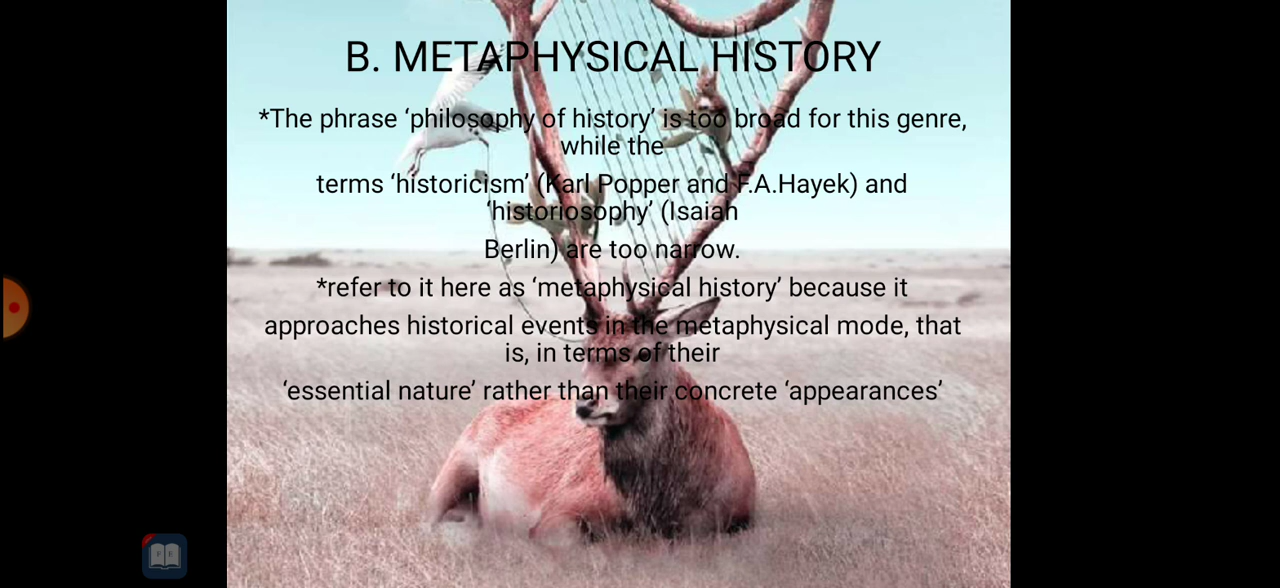 B. METAPHYSICAL HISTORY
*The phrase ‘philosophy of history’ is too broad for this genre,
while the
terms ‘historicism’ (Karl Popper and F.A.Hayek) and
‘historiosophy’ (Isaiah
Berlin) are too narrow.
*refer to it here as ‘metaphysical history’ because it
approaches historical events in the metaphysical mode, that
is, in terms of their
‘essential nature’ rather than their concrete ‘appearances’